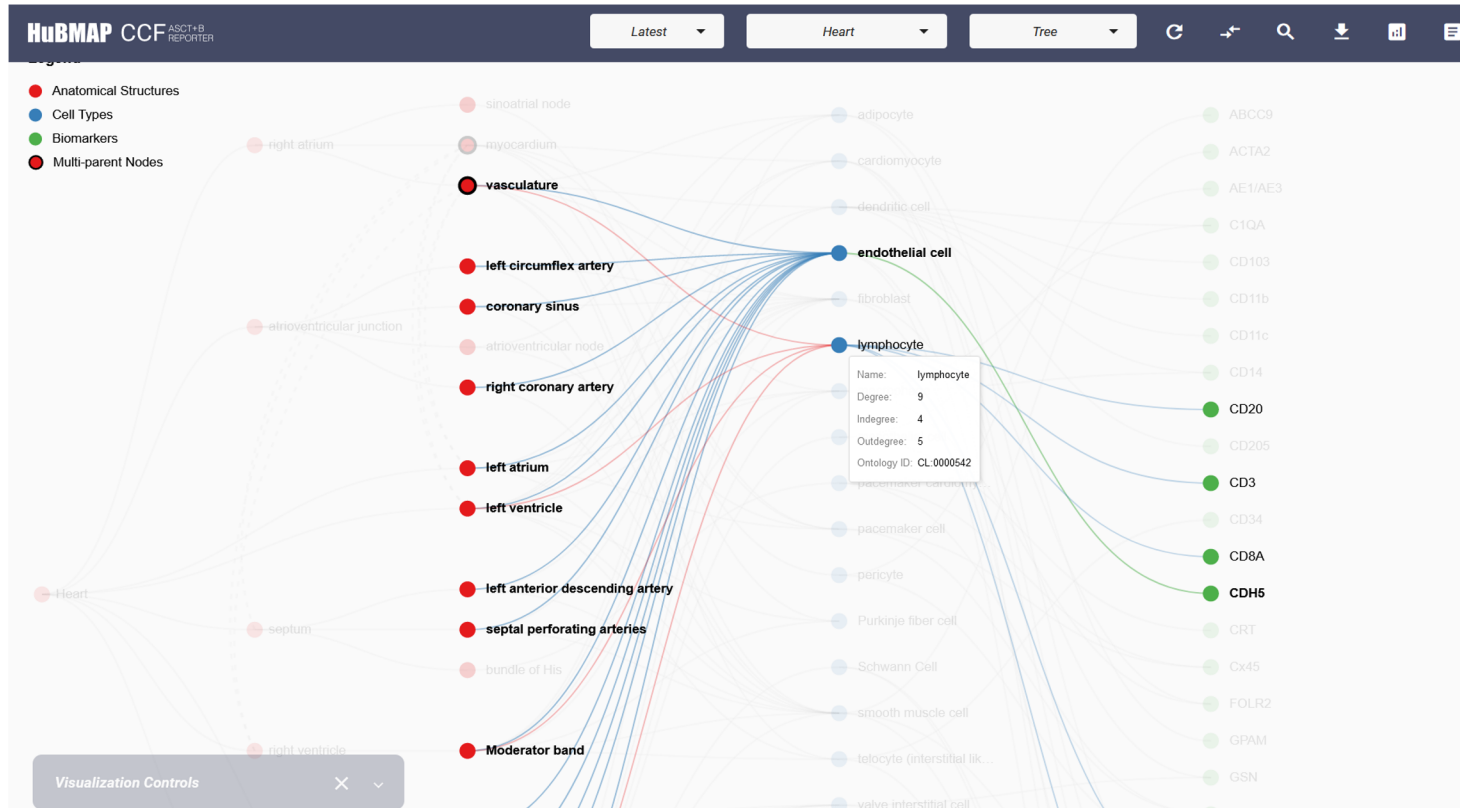 HuBMAP CCF ASCT+B REPORTER
Latest
Heart
Tree
Legend
Anatomical Structures
Cell Types
Biomarkers
Multi-parent Nodes
Heart
right atrium
atrioventricular junction
septum
right ventricle
sinoatrial node
myocardium
vasculature
left circumflex artery
coronary sinus
atrioventricular node
right coronary artery
left atrium
left ventricle
left anterior descending artery
septal perforating arteries
bundle of His
Moderator band
adipocyte
cardiomyocyte
dendritic cell
endothelial cell
fibroblast
lymphocyte
Name: lymphocyte
Degree: 9
Indegree: 4
Outdegree: 5
Ontology ID: CL:0000542
pacemaker cell
pericyte
Purkinje fiber cell
Schwann Cell
smooth muscle cell
telocyte (interstitial lik...
valve interstitial cell
ABCC9
ACTA2
AE1/AE3
C1QA
CD103
CD11b
CD11c
CD14
CD20
CD205
CD3
CD34
CD8A
CDH5
CRT
Cx45
FOLR2
GPAM
GSN
Visualization Controls